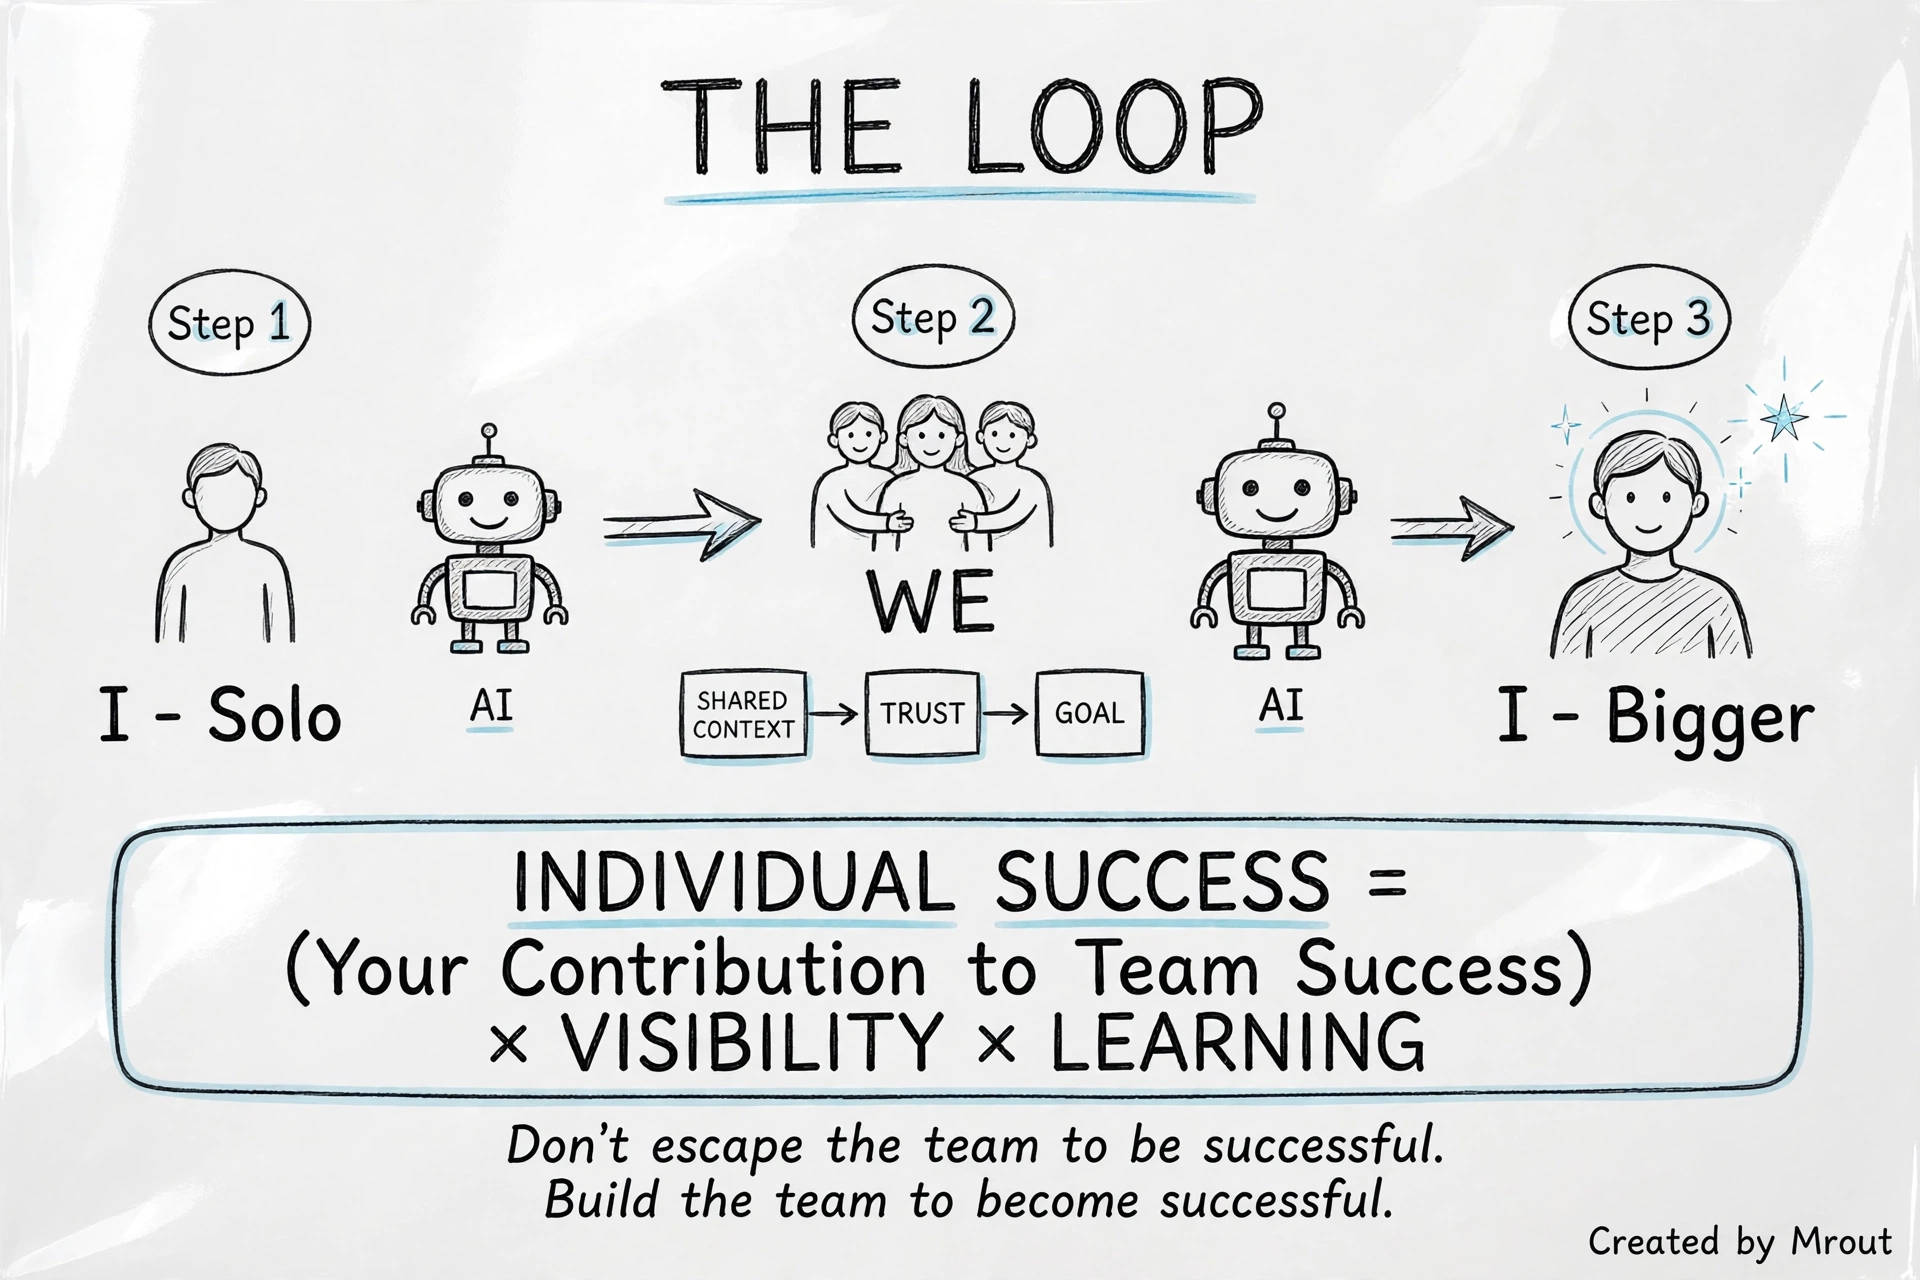 THE LOOP
Step 1
Step 2
Step 3
I - Solo
AI
WE
SHARED
CONTEXT
TRUST
GOAL
AI
I - Bigger
INDIVIDUAL SUCCESS =
(Your Contribution to Team Success)
× VISIBILITY × LEARNING
Don't escape the team to be successful.
Build the team to become successful.
Created by Mrout